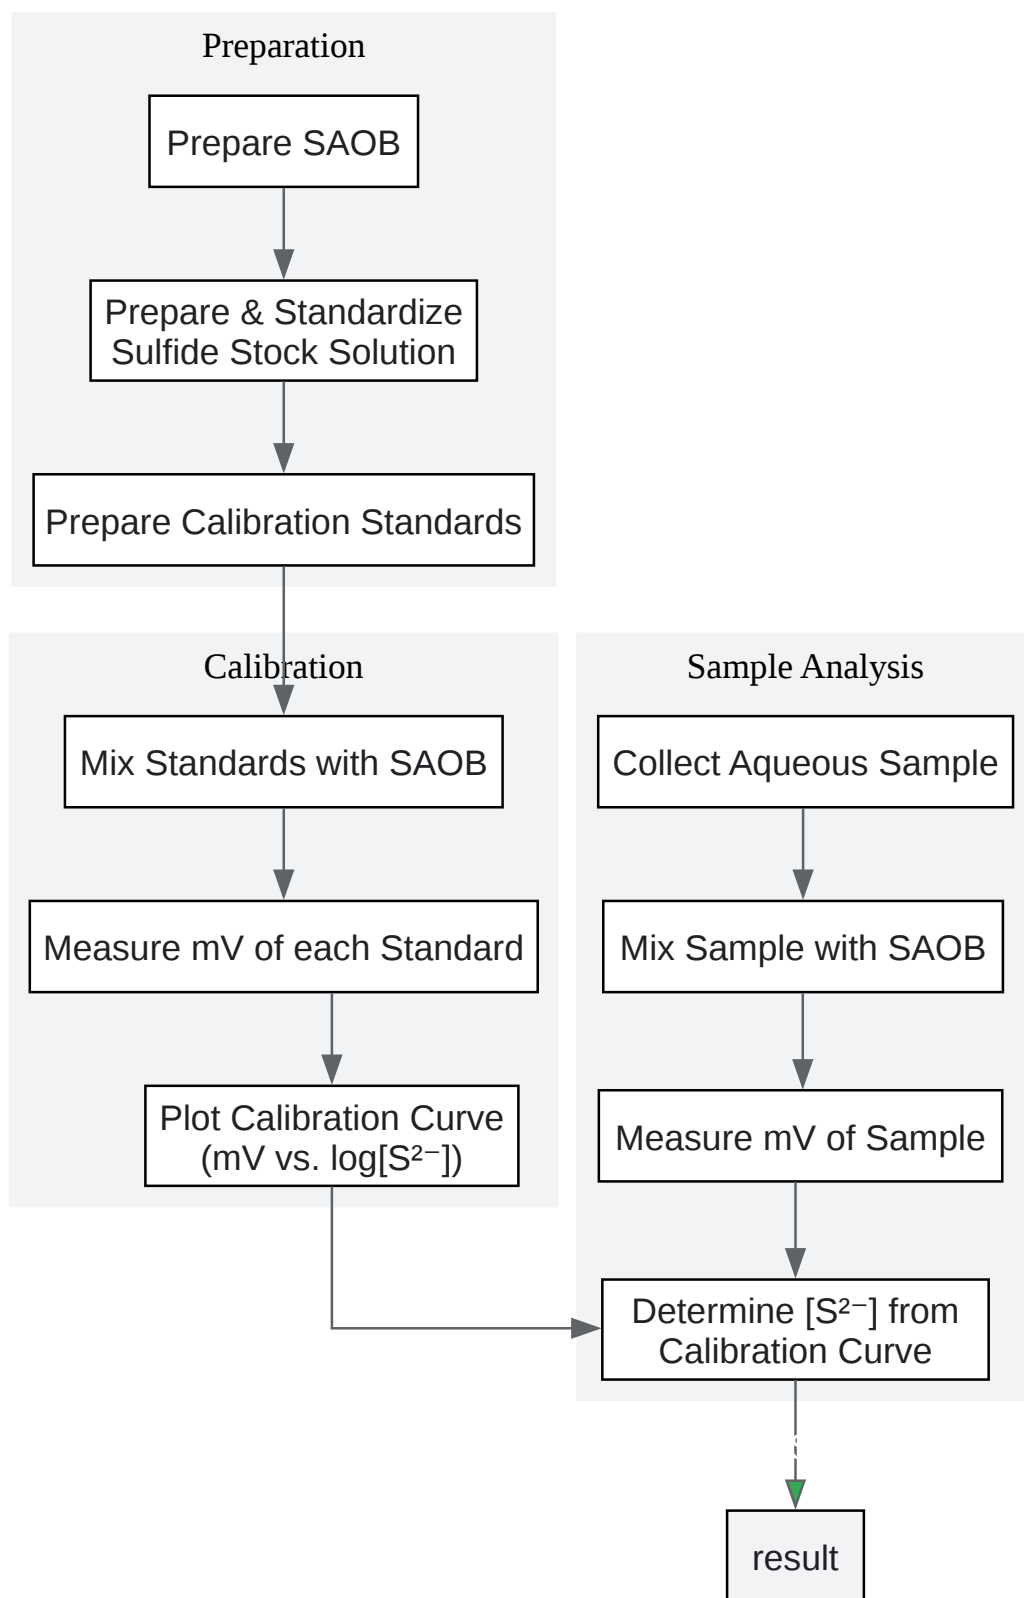 Preparation
Prepare SAOB
Prepare & Standardize
Sulfide Stock Solution
Prepare Calibration Standards
Calibration
Mix Standards with SAOB
Measure mV of each Standard
Plot Calibration Curve
(mV vs. log[S²⁻])
Sample Analysis
Collect Aqueous Sample
Mix Sample with SAOB
Measure mV of Sample
Determine [S²⁻] from
Calibration Curve
result